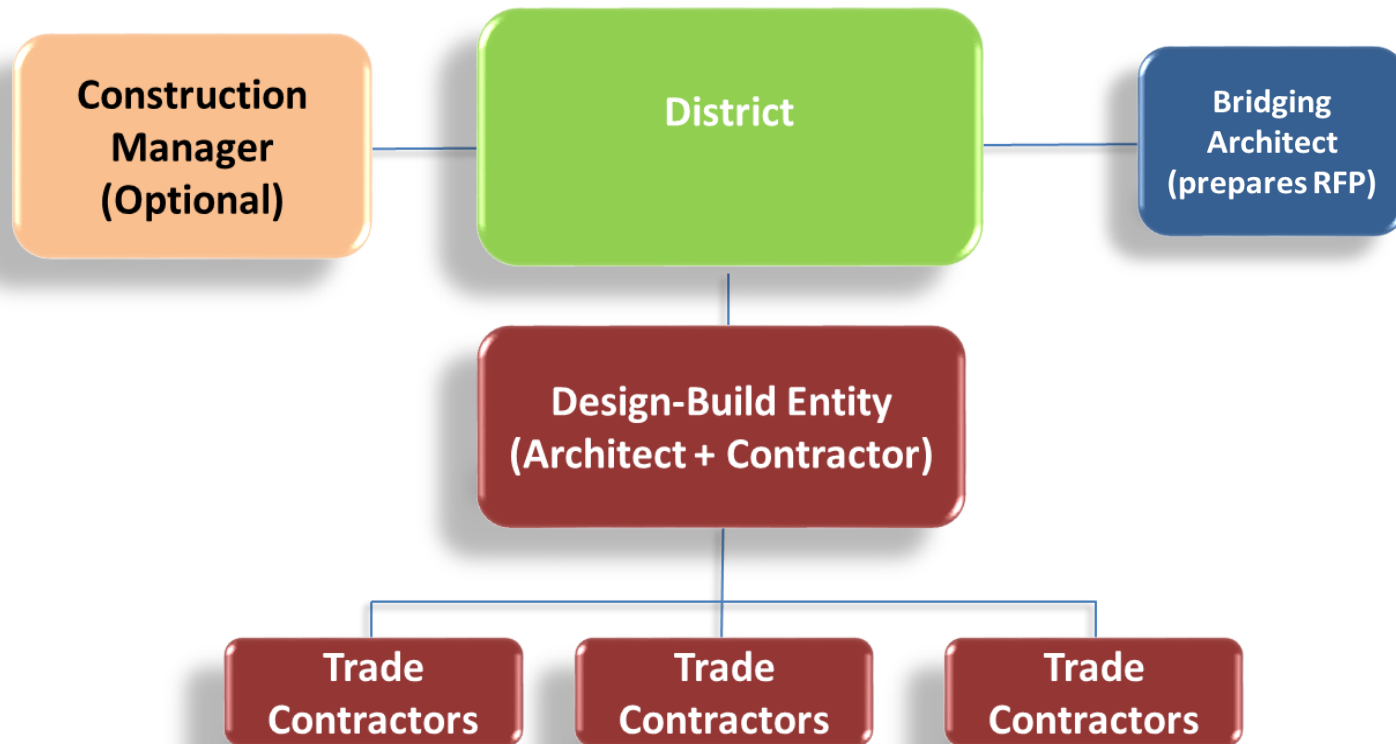 Construction
Manager
(Optional)
District
Bridging
Architect
(prepares RFP)
Design-Build Entity
(Architect + Contractor)
Trade
Contractors
Trade
Contractors
Trade
Contractors